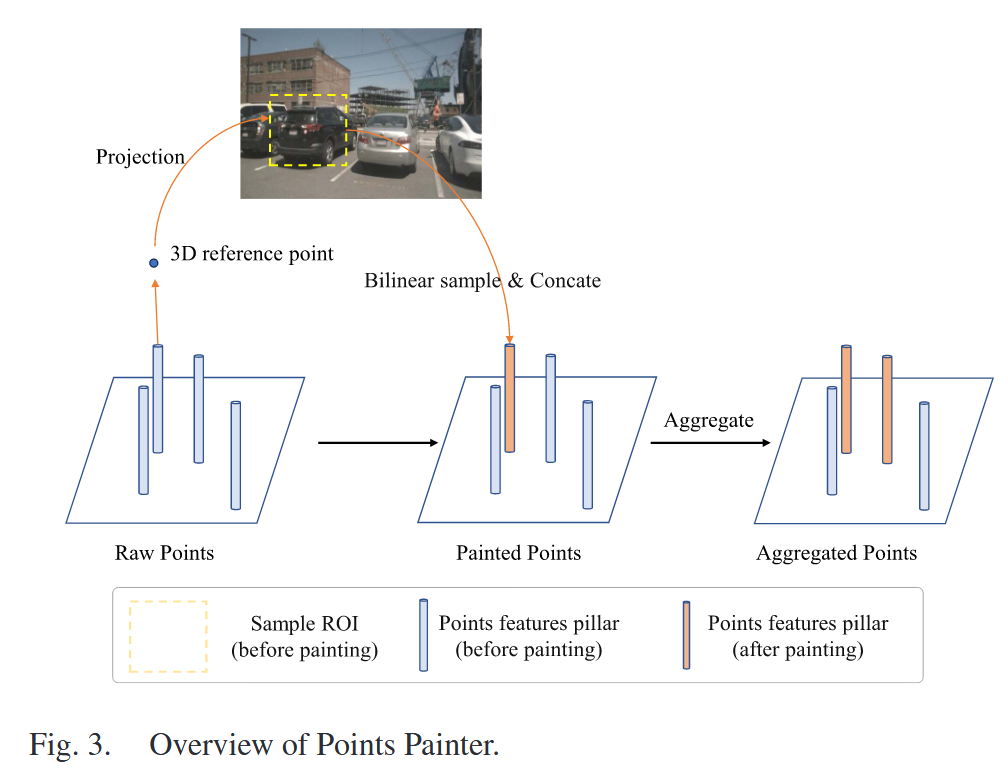 Projection
3D reference point
Bilinear sample & Concate
Aggregate
Raw Points
Painted Points
Aggregated Points
Sample ROI
(before painting)
Points features pillar
(before painting)
Points features pillar
(after painting)
Fig. 3. Overview of Points Painter.